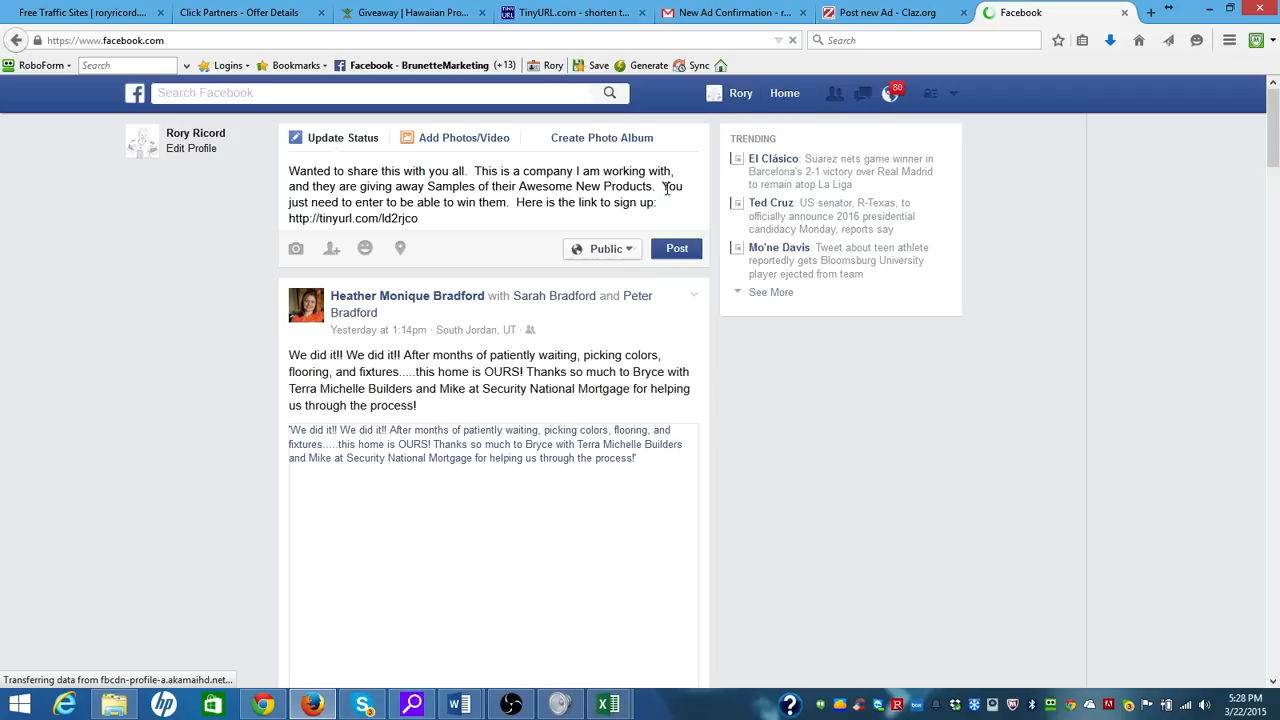 Free Traffic Sites | roryricord...
Click Partners - Offer Details
Giveaway | Hawaiian Pro...
TINY URL
TinyURL.com - shorten t...
New Ad Confirmation - r...
Post new Ad - Claz.org
Facebook
https://www.facebook.com
Search
RoboForm
Search
Logins
Bookmarks
Facebook - BrunetteMarketing (+13)
Rory
Save
Generate
Sync
Search Facebook
Rory
Home
80
Rory Ricord
Edit Profile
Update Status
Add Photos/Video
Create Photo Album
Wanted to share this with you all. This is a company I am working with,
and they are giving away Samples of their Awesome New Products. You
just need to enter to be able to win them. Here is the link to sign up:
http://tinyurl.com/ld2rjco
Public
Post
TRENDING
El Clásico: Suarez nets game winner in
Barcelona's 2-1 victory over Real Madrid
to remain atop La Liga
Ted Cruz: US senator, R-Texas, to
officially announce 2016 presidential
candidacy Monday, reports say
Mo'ne Davis: Tweet about teen athlete
reportedly gets Bloomsburg University
player ejected from team
See More
Heather Monique Bradford with Sarah Bradford and Peter
Bradford
Yesterday at 1:14pm · South Jordan, UT ·
We did it!! We did it!! After months of patiently waiting, picking colors,
flooring, and fixtures.....this home is OURS! Thanks so much to Bryce with
Terra Michelle Builders and Mike at Security National Mortgage for helping
us through the process!
'We did it!! We did it!! After months of patiently waiting, picking colors, flooring, and
fixtures.....this home is OURS! Thanks so much to Bryce with Terra Michelle Builders
and Mike at Security National Mortgage for helping us through the process!'
Transferring data from fbcdn-profile-a.akamaihd.net...
5:28 PM
3/22/2015